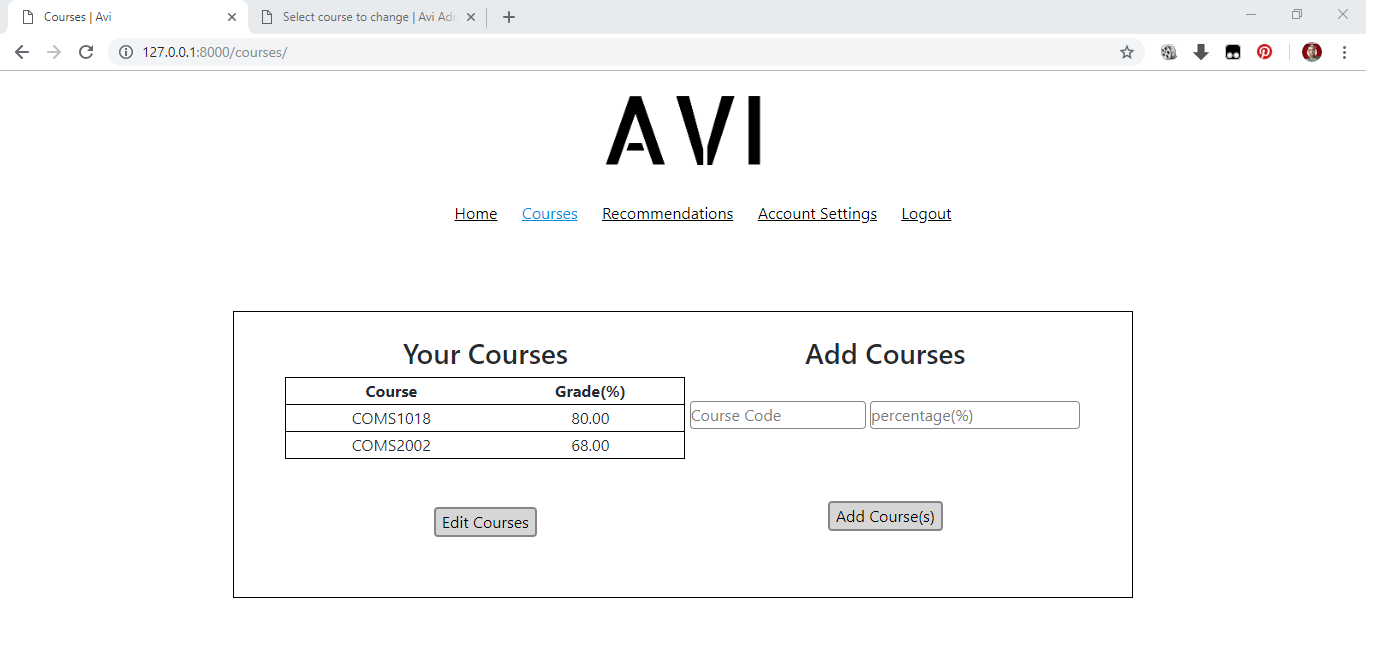 Courses | Avi
Select course to change | Avi Adr
127.0.0.1:8000/courses/
AVI
Home Courses Recommendations Account Settings Logout
Your Courses
Course Grade(%)
COMS1018 80.00
COMS2002 68.00
Edit Courses
Add Courses
Course Code percentage(%)
Add Course(s)